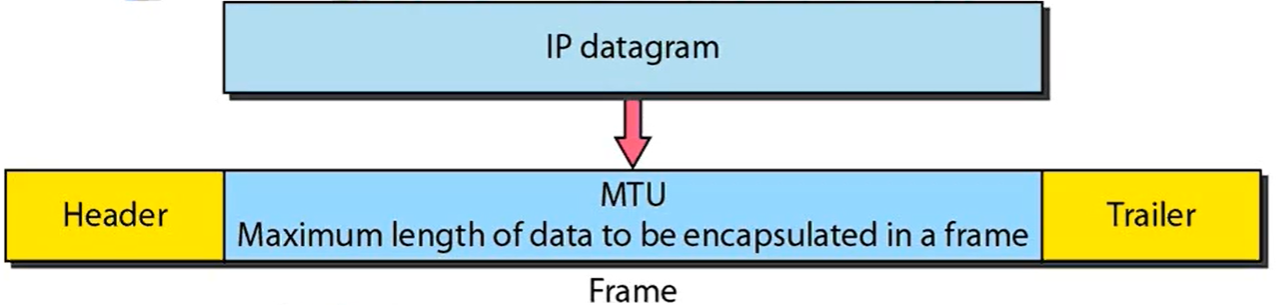 IP datagram
Header
MTU
Maximum length of data to be encapsulated in a frame
Trailer
Frame